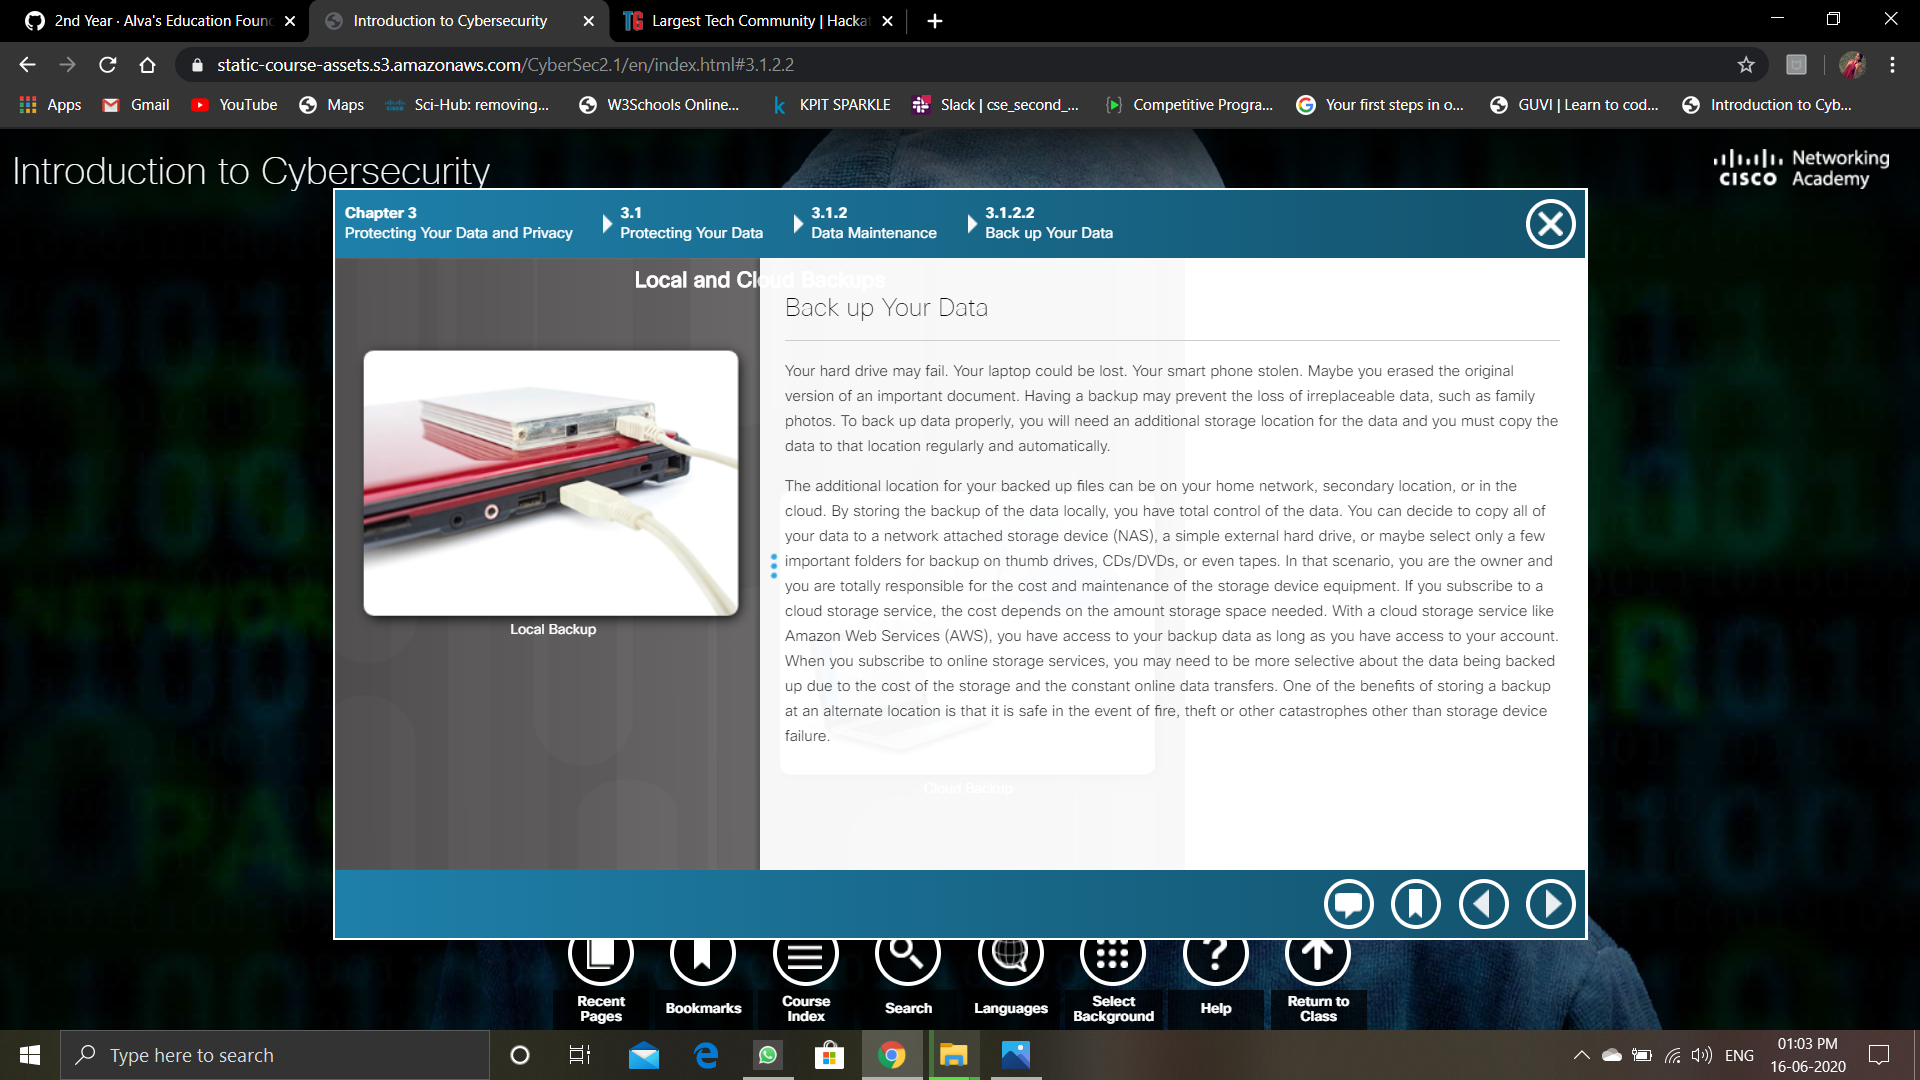 2nd Year · Alva's Education Foun
Introduction to Cybersecurity
Largest Tech Community | Hackat
static-course-assets.s3.amazonaws.com/CyberSec2.1/en/index.html#3.1.2.2
Apps
Gmail
YouTube
Maps
Sci-Hub: removing...
W3Schools Online...
KPIT SPARKLE
Slack | cse_second_...
Competitive Progra...
Your first steps in o...
GUVI | Learn to cod...
Introduction to Cyb...
Introduction to Cybersecurity
CISCO Networking
Academy
Chapter 3
Protecting Your Data and Privacy
3.1
Protecting Your Data
3.1.2
Data Maintenance
3.1.2.2
Back up Your Data
Local and Cloud Backups
Local Backup
Back up Your Data
Your hard drive may fail. Your laptop could be lost. Your smart phone stolen. Maybe you erased the original
version of an important document. Having a backup may prevent the loss of irreplaceable data, such as family
photos. To back up data properly, you will need an additional storage location for the data and you must copy the
data to that location regularly and automatically.
The additional location for your backed up files can be on your home network, secondary location, or in the
cloud. By storing the backup of the data locally, you have total control of the data. You can decide to copy all of
your data to a network attached storage device (NAS), a simple external hard drive, or maybe select only a few
important folders for backup on thumb drives, CDs/DVDs, or even tapes. In that scenario, you are the owner and
you are totally responsible for the cost and maintenance of the storage device equipment. If you subscribe to a
cloud storage service, the cost depends on the amount storage space needed. With a cloud storage service like
Amazon Web Services (AWS), you have access to your backup data as long as you have access to your account.
When you subscribe to online storage services, you may need to be more selective about the data being backed
up due to the cost of the storage and the constant online data transfers. One of the benefits of storing a backup
at an alternate location is that it is safe in the event of fire, theft or other catastrophes other than storage device
failure.
Cloud Backup
Recent
Pages
Bookmarks
Course
Index
Search
Languages
Select
Background
Help
Return to
Class
Type here to search
ENG
01:03 PM
16-06-2020